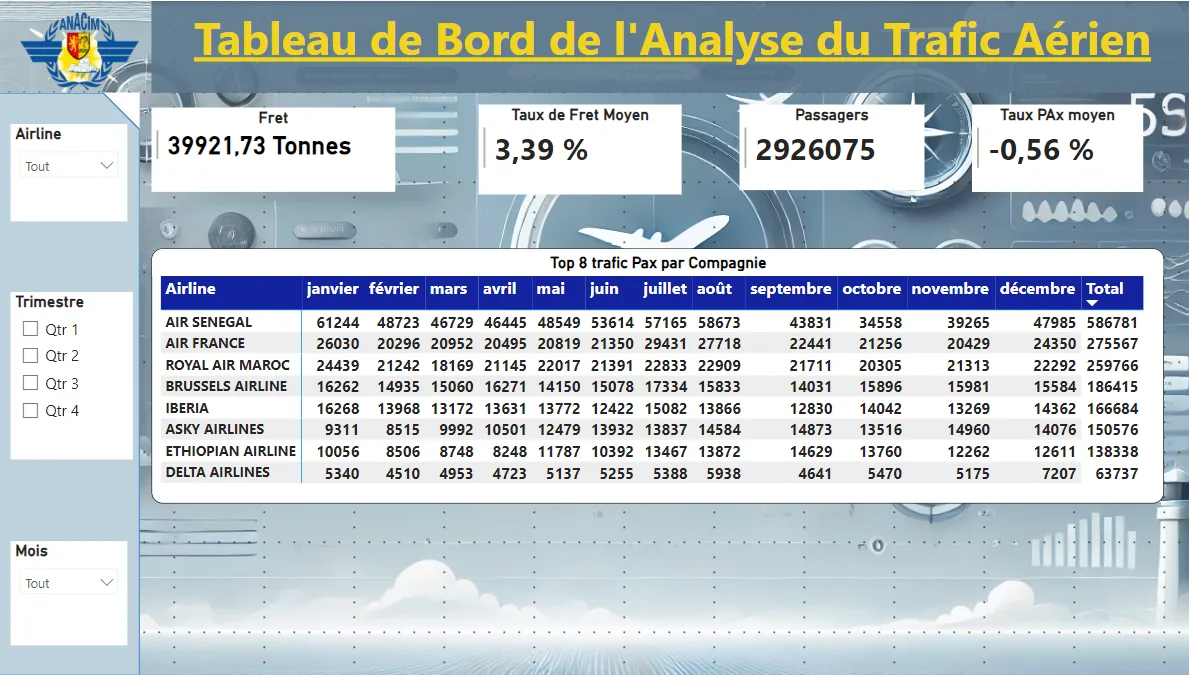 ANACIM
Tableau de Bord de l'Analyse du Trafic Aérien
Airline
Tout
Fret
39921,73 Tonnes
Taux de Fret Moyen
3,39 %
Passagers
2926075
Taux PAx moyen
-0,56 %
Trimestre
Qtr 1
Qtr 2
Qtr 3
Qtr 4
Mois
Tout
Top 8 trafic Pax par Compagnie
Airline janvier février mars avril mai juin juillet août septembre octobre novembre décembre Total
AIR SENEGAL 61244 48723 46729 46445 48549 53614 57165 58673 43831 34558 39265 47985 586781
AIR FRANCE 26030 20296 20952 20495 20819 21350 29431 27718 22441 21256 20429 24350 275567
ROYAL AIR MAROC 24439 21242 18169 21145 22017 21391 22833 22909 21711 20305 21313 22292 259766
BRUSSELS AIRLINE 16262 14935 15060 16271 14150 15078 17334 15833 14031 15896 15981 15584 186415
IBERIA 16268 13968 13172 13631 13772 12422 15082 13866 12830 14042 13269 14362 166684
ASKY AIRLINES 9311 8515 9992 10501 12479 13932 13837 14584 14873 13516 14960 14076 150576
ETHIOPIAN AIRLINE 10056 8506 8748 8248 11787 10392 13467 13872 14629 13760 12262 12611 138338
DELTA AIRLINES 5340 4510 4953 4723 5137 5255 5388 5938 4641 5470 5175 7207 63737